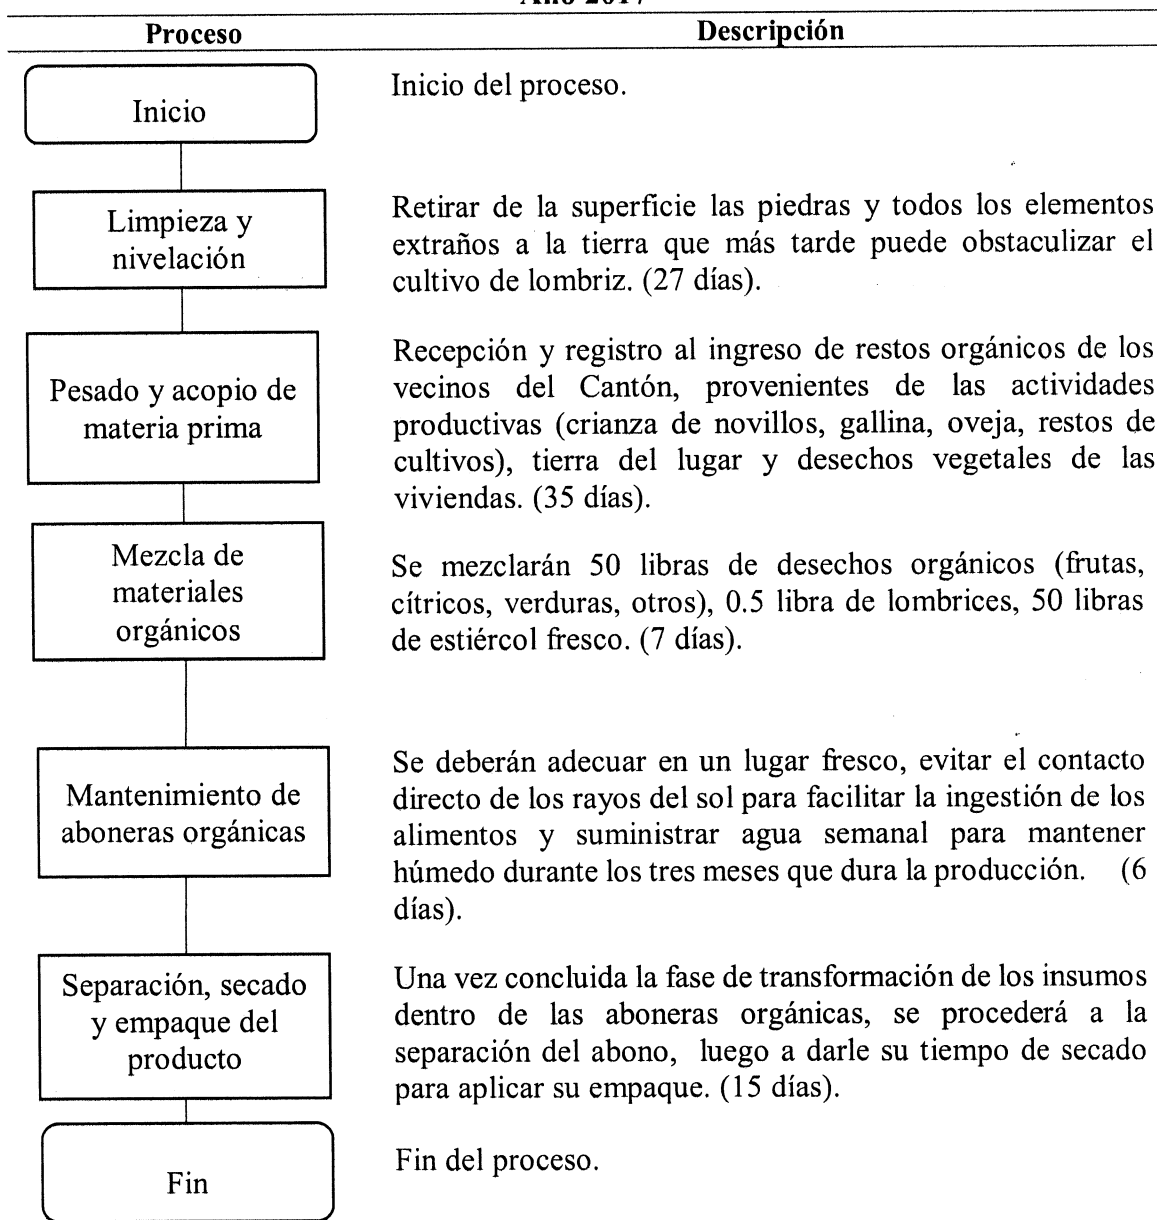 Año 2017
Proceso
Descripción
Inicio
Inicio del proceso.
Limpieza y
nivelación
Retirar de la superficie las piedras y todos los elementos
extraños a la tierra que más tarde puede obstaculizar el
cultivo de lombriz. (27 días).
Pesado y acopio de
materia prima
Recepción y registro al ingreso de restos orgánicos de los
vecinos del Cantón, provenientes de las actividades
productivas (crianza de novillos, gallina, oveja, restos de
cultivos), tierra del lugar y desechos vegetales de las
viviendas. (35 días).
Mezcla de
materiales
orgánicos
Se mezclarán 50 libras de desechos orgánicos (frutas,
cítricos, verduras, otros), 0.5 libra de lombrices, 50 libras
de estiércol fresco. (7 días).
Mantenimiento de
aboneras orgánicas
Se deberán adecuar en un lugar fresco, evitar el contacto
directo de los rayos del sol para facilitar la ingestión de los
alimentos y suministrar agua semanal para mantener
húmedo durante los tres meses que dura la producción. (6
días).
Separación, secado
y empaque del
producto
Una vez concluida la fase de transformación de los insumos
dentro de las aboneras orgánicas, se procederá a la
separación del abono, luego a darle su tiempo de secado
para aplicar su empaque. (15 días).
Fin
Fin del proceso.